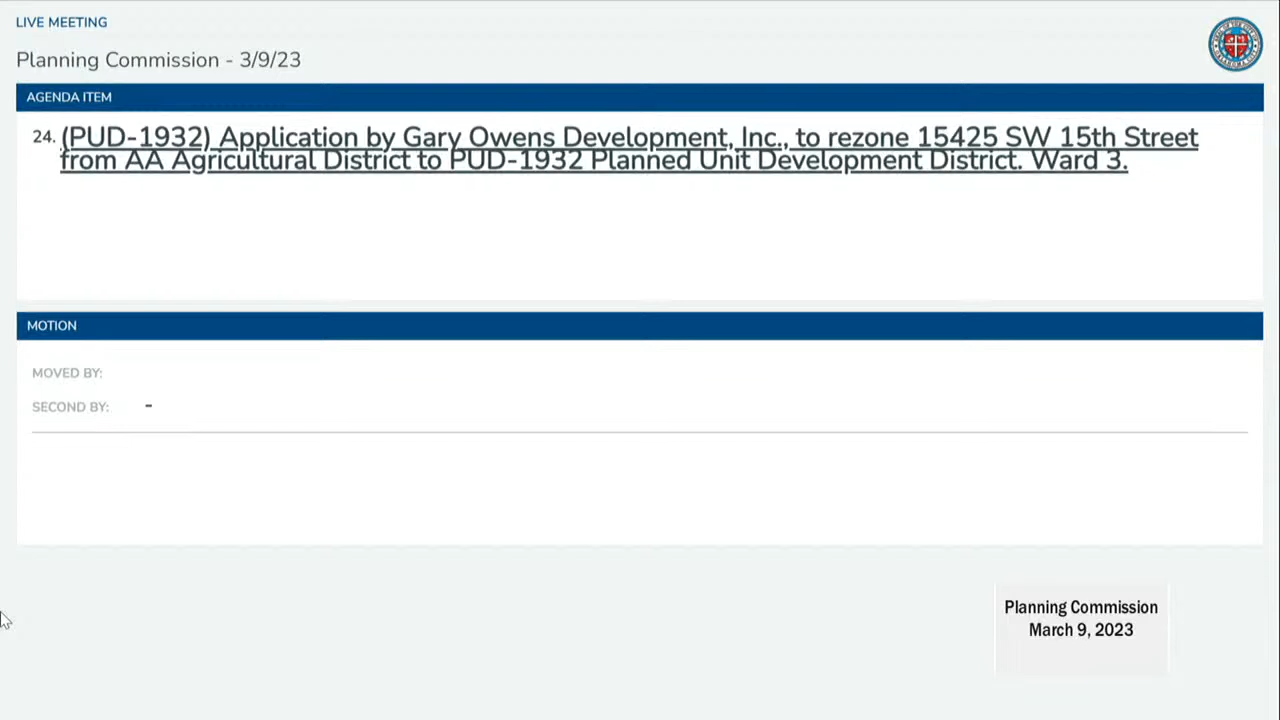 LIVE MEETING
Planning Commission - 3/9/23
AGENDA ITEM
24. (PUD-1932) Application by Gary Owens Development, Inc., to rezone 15425 SW 15th Street
from AA Agricultural District to PUD-1932 Planned Unit Development District. Ward 3.
MOTION
MOVED BY:
SECOND BY: -
Planning Commission
March 9, 2023